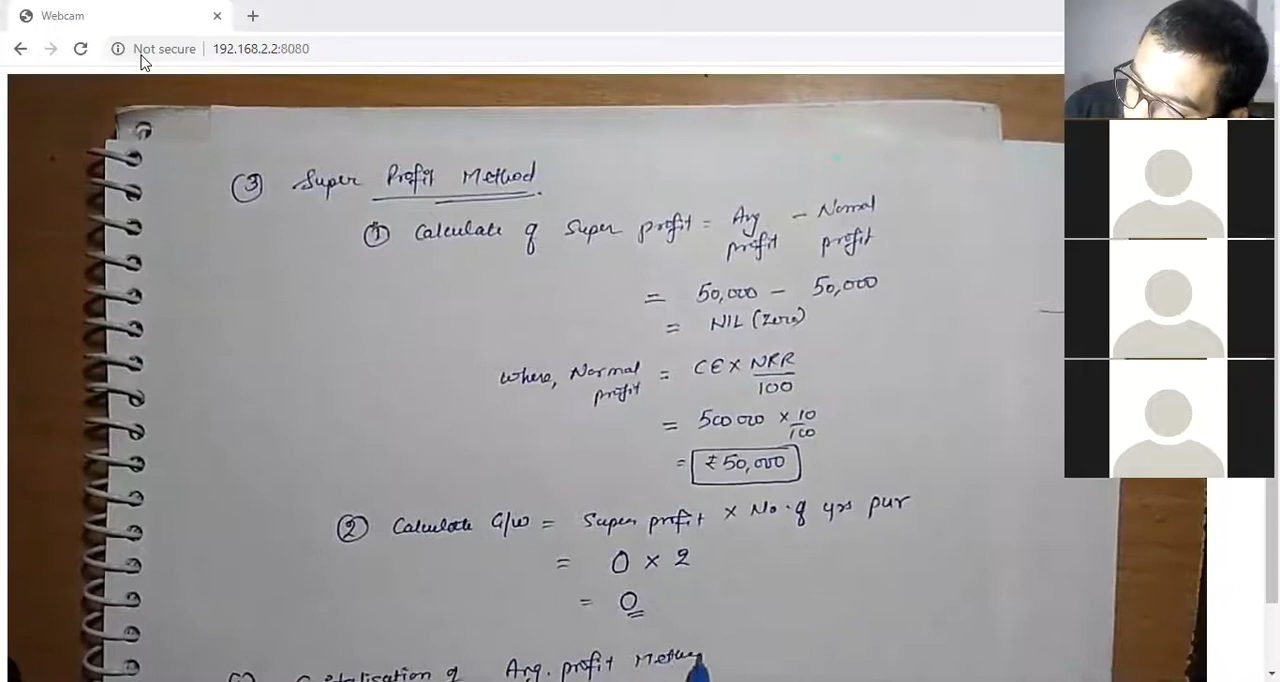 Webcam
Not secure 192.168.2.2:8080
③ Super Profit Method.
① Calculate of Super profit = Avg profit - Normal profit
= 50,000 - 50,000
= NIL (Zero)
Where, Normal profit = CE × NRR/100
= 500000 × 10/100
= ₹50,000
② Calculate G/w = Super profit × No. of yrs pur
= 0 × 2
= 0
of Avg. profit